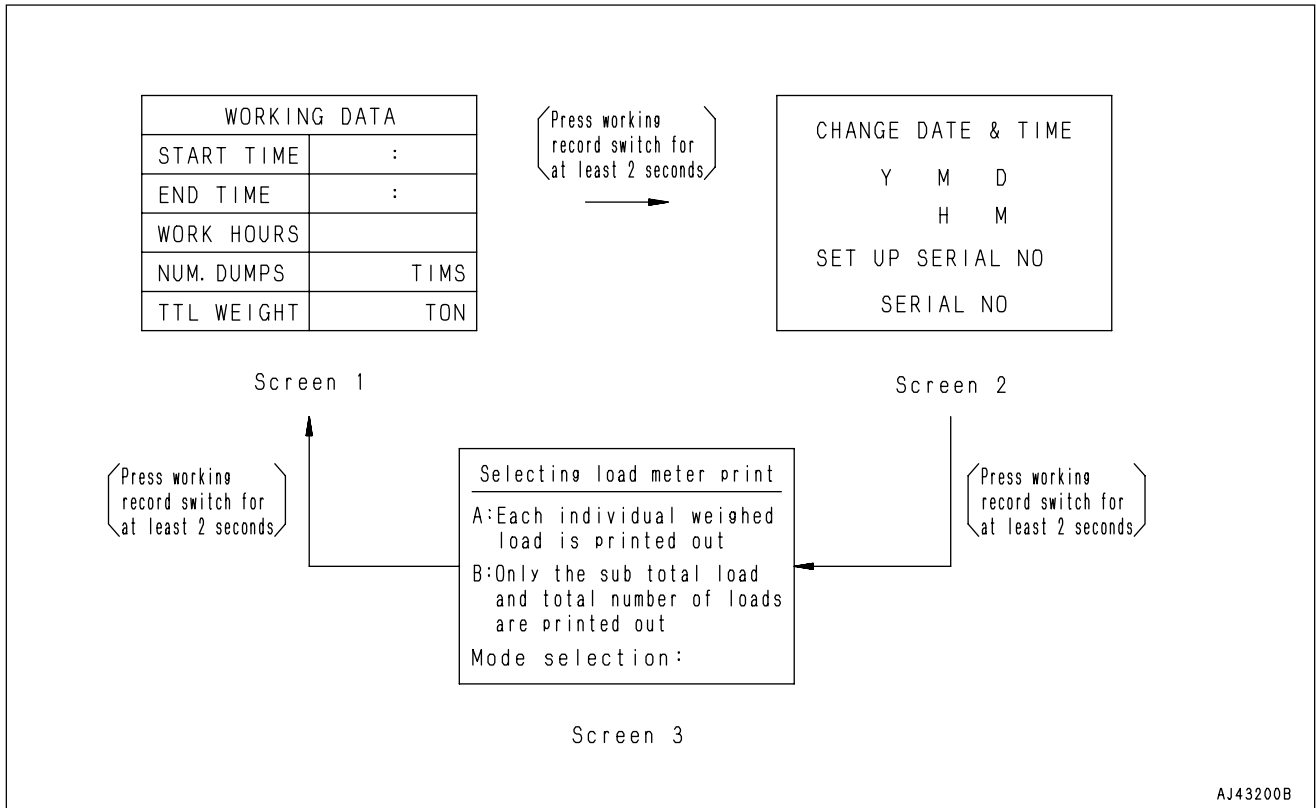 WORKING DATA
START TIME :
END TIME :
WORK HOURS
NUM. DUMPS TIMS
TTL WEIGHT TON
Screen 1
Press working
record switch for
at least 2 seconds
CHANGE DATE & TIME
Y M D
H M
SET UP SERIAL NO
SERIAL NO
Screen 2
Press working
record switch for
at least 2 seconds
Selecting load meter print
A:Each individual weighed
load is printed out
B:Only the sub total load
and total number of loads
are printed out
Mode selection:
Screen 3
Press working
record switch for
at least 2 seconds
AJ43200B